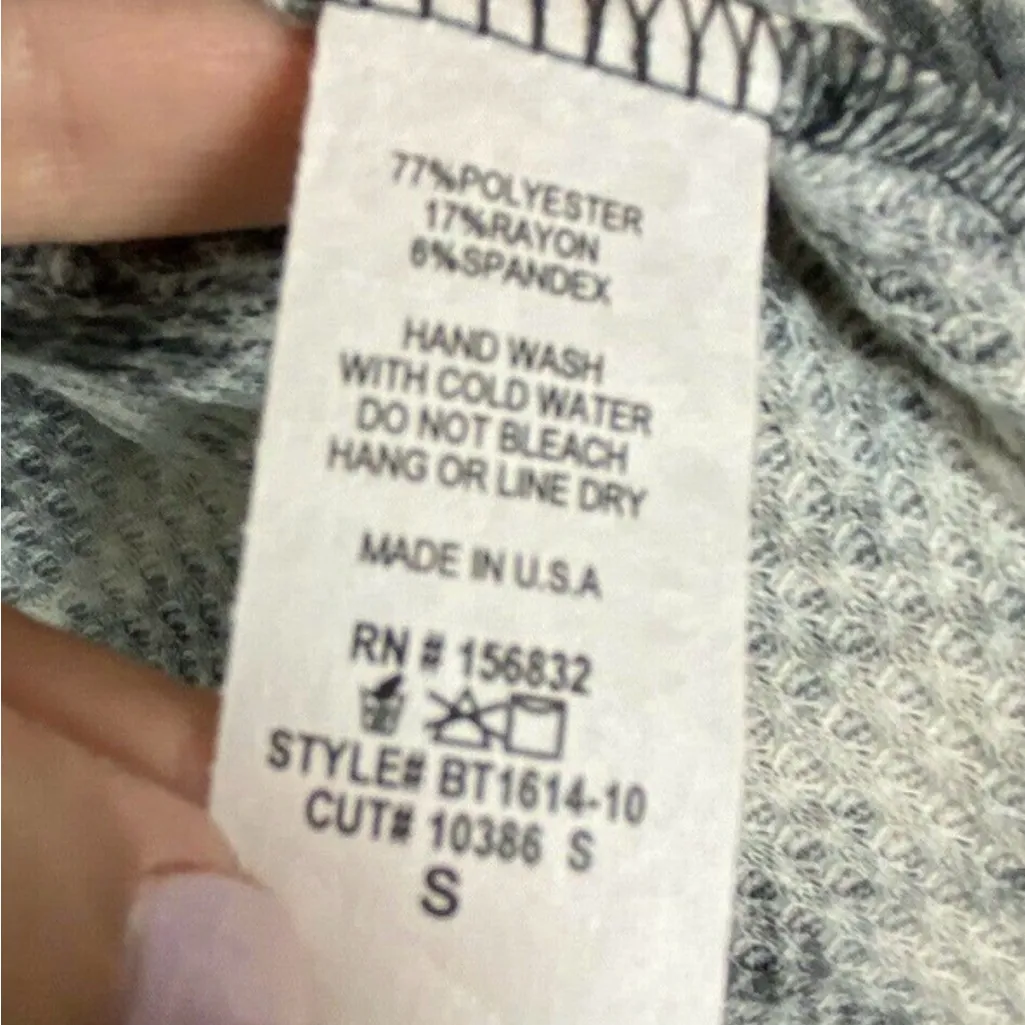 77%POLYESTER
17%RAYON
6%SPANDEX
HAND WASH
WITH COLD WATER
DO NOT BLEACH
HANG OR LINE DRY
MADE IN U.S.A
RN # 156832
STYLE# BT1614-10
CUT# 10386 S
S